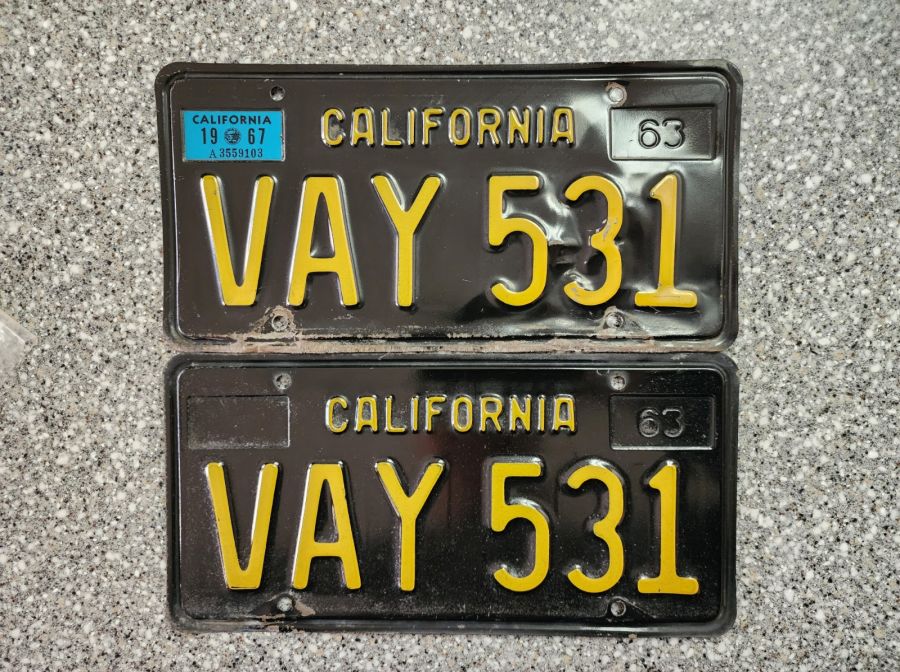 CALIFORNIA
19 67
A 3559103
CALIFORNIA
63
VAY 531
CALIFORNIA
63
VAY 531